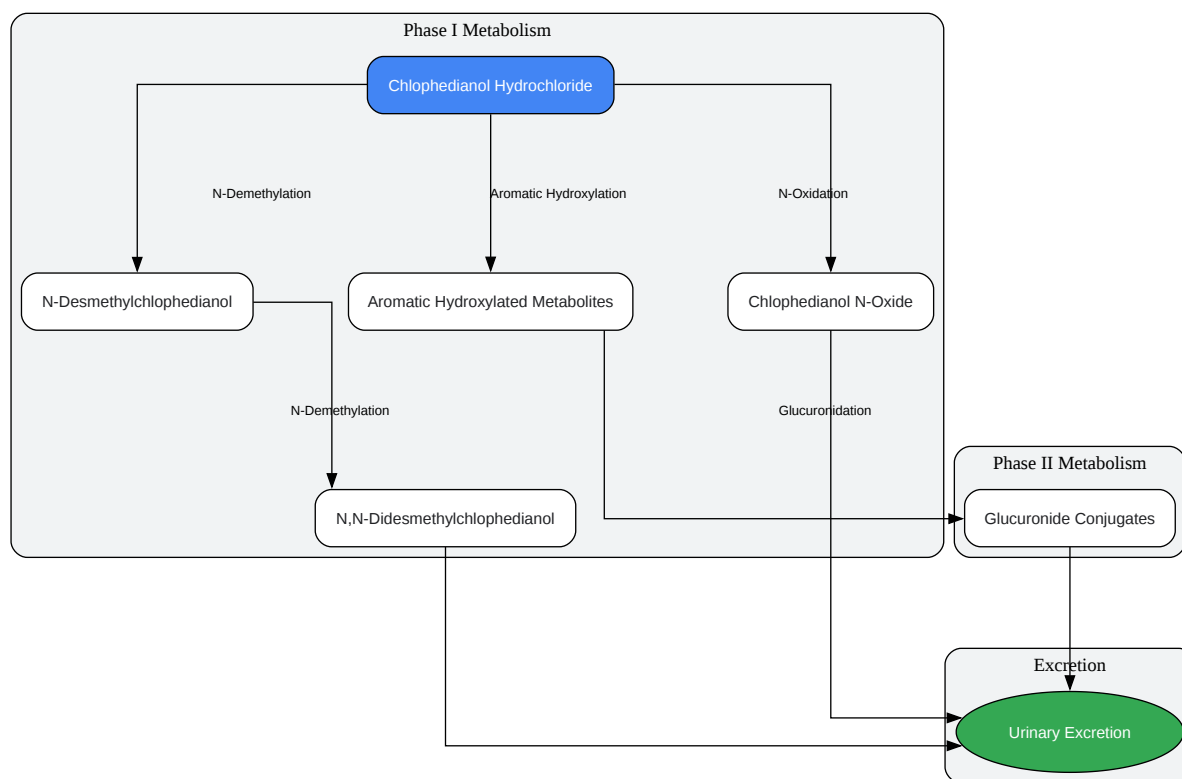 Phase I Metabolism
Chlophedianol Hydrochloride
N-Demethylation
Aromatic Hydroxylation
N-Oxidation
N-Desmethylchlophedianol
Aromatic Hydroxylated Metabolites
Chlophedianol N-Oxide
N-Demethylation
Glucuronidation
Phase II Metabolism
N,N-Didesmethylchlophedianol
Glucuronide Conjugates
Excretion
Urinary Excretion